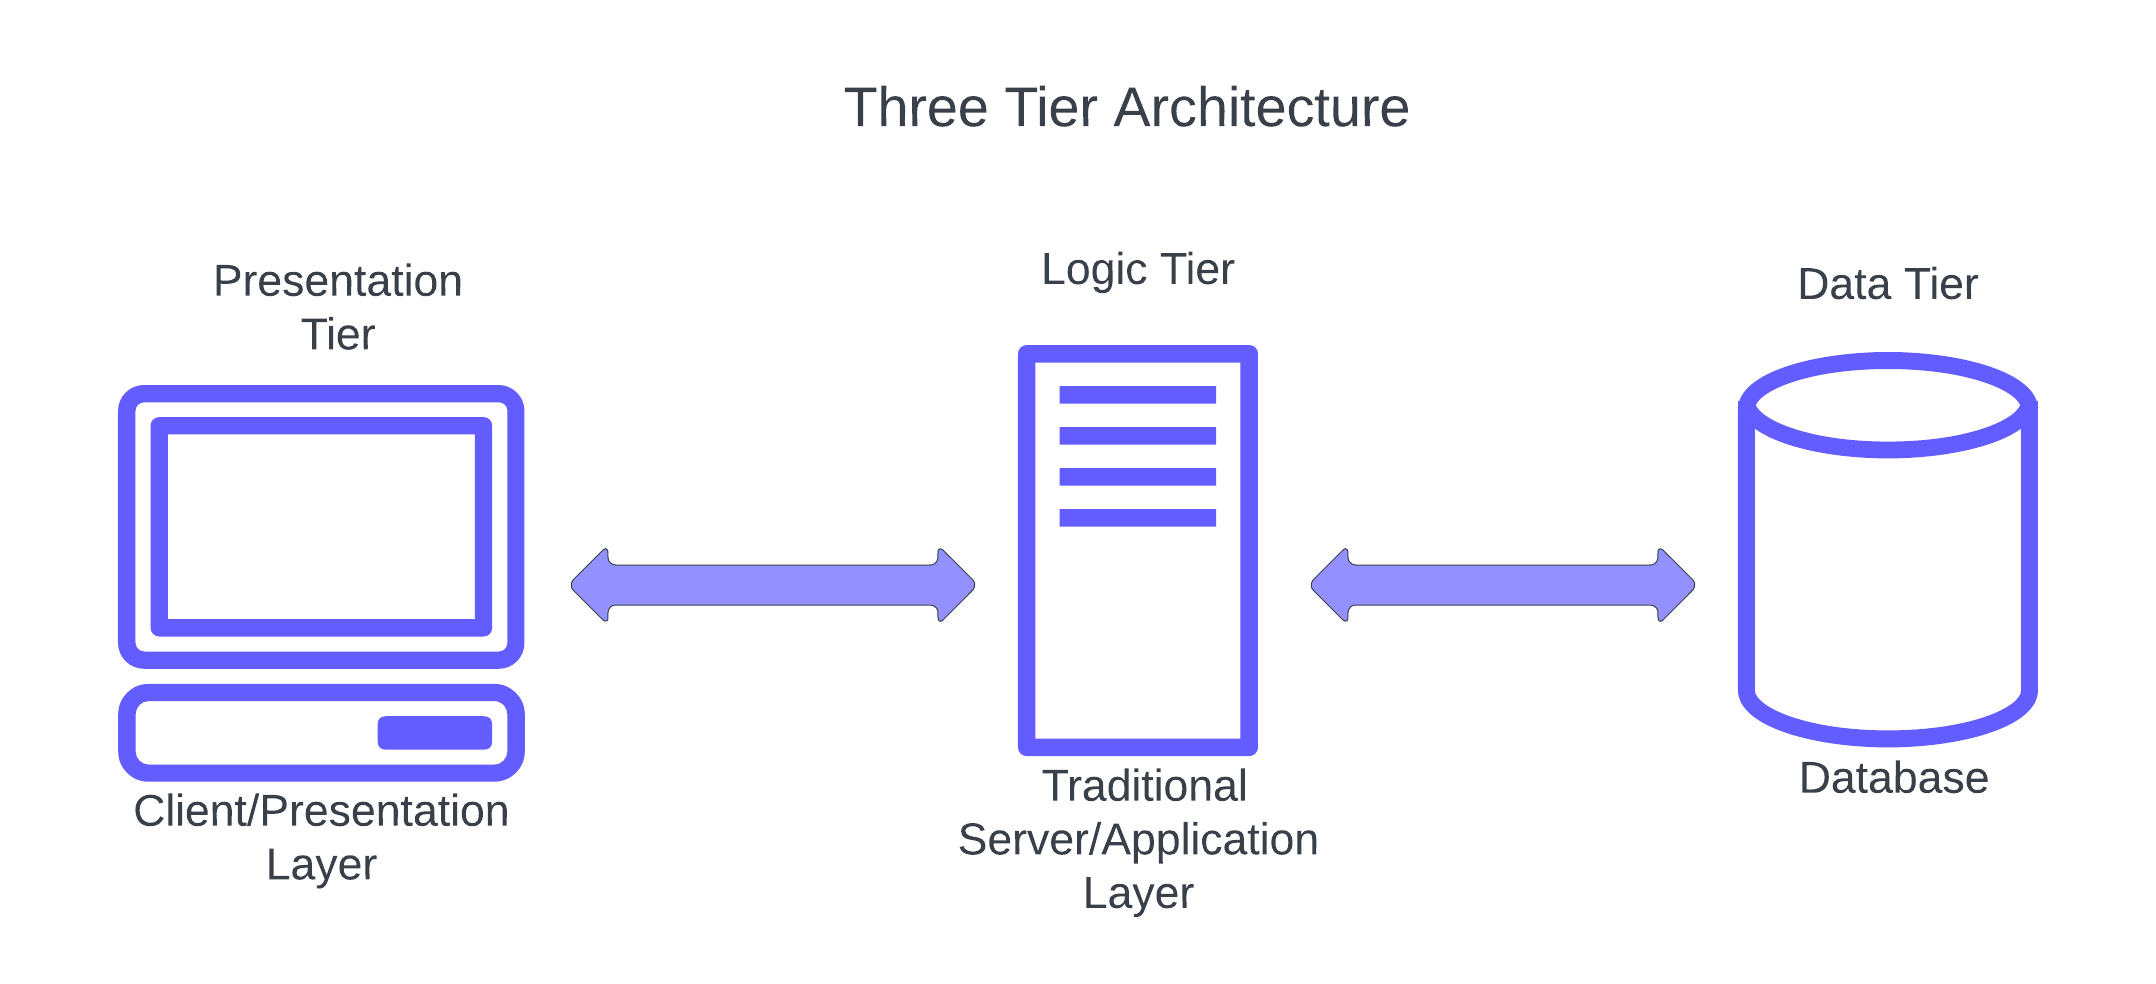 Three Tier Architecture
Presentation
Tier
Logic Tier
Data Tier
Client/Presentation
Layer
Traditional
Server/Application
Layer
Database